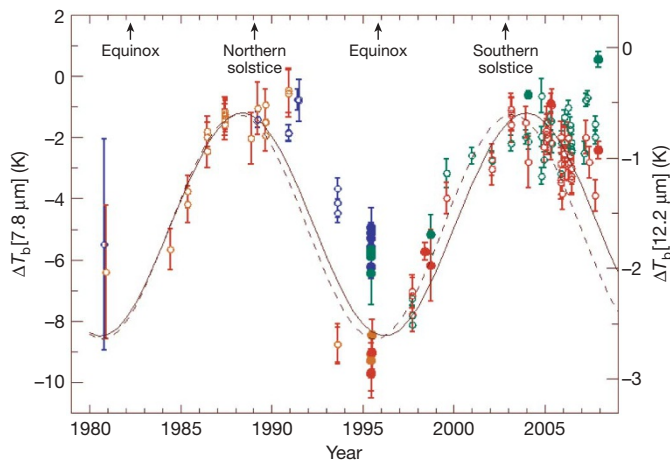 Equinox
Northern
solstice
Equinox
Southern
solstice
2
0
−2
−4
−6
−8
−10
ΔT_b[7.8 μm] (K)
0
−1
−2
−3
ΔT_b[12.2 μm] (K)
1980 1985 1990 1995 2000 2005
Year